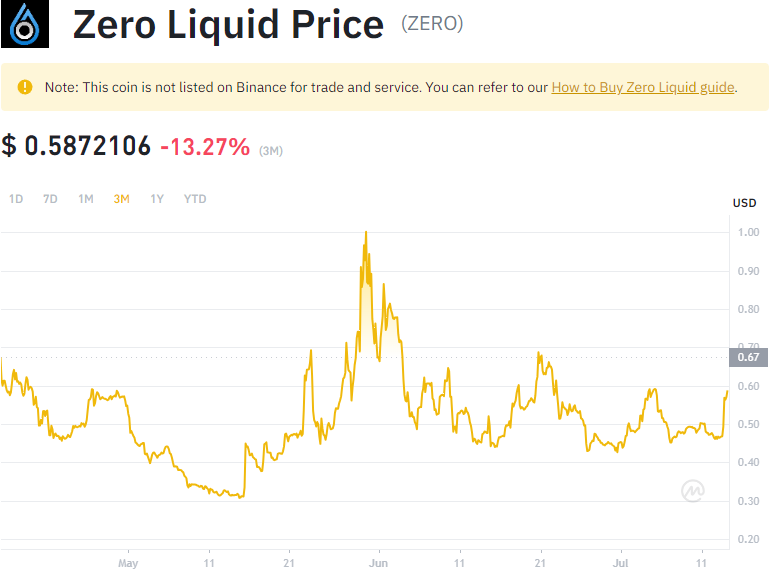 Zero Liquid Price (ZERO)
Note: This coin is not listed on Binance for trade and service. You can refer to our How to Buy Zero Liquid guide.
$ 0.5872106 -13.27% (3M)
1D 7D 1M 3M 1Y YTD
USD
1.00
0.90
0.80
0.70
0.67
0.60
0.50
0.40
0.30
0.20
May 11 21 Jun 11 21 Jul 11